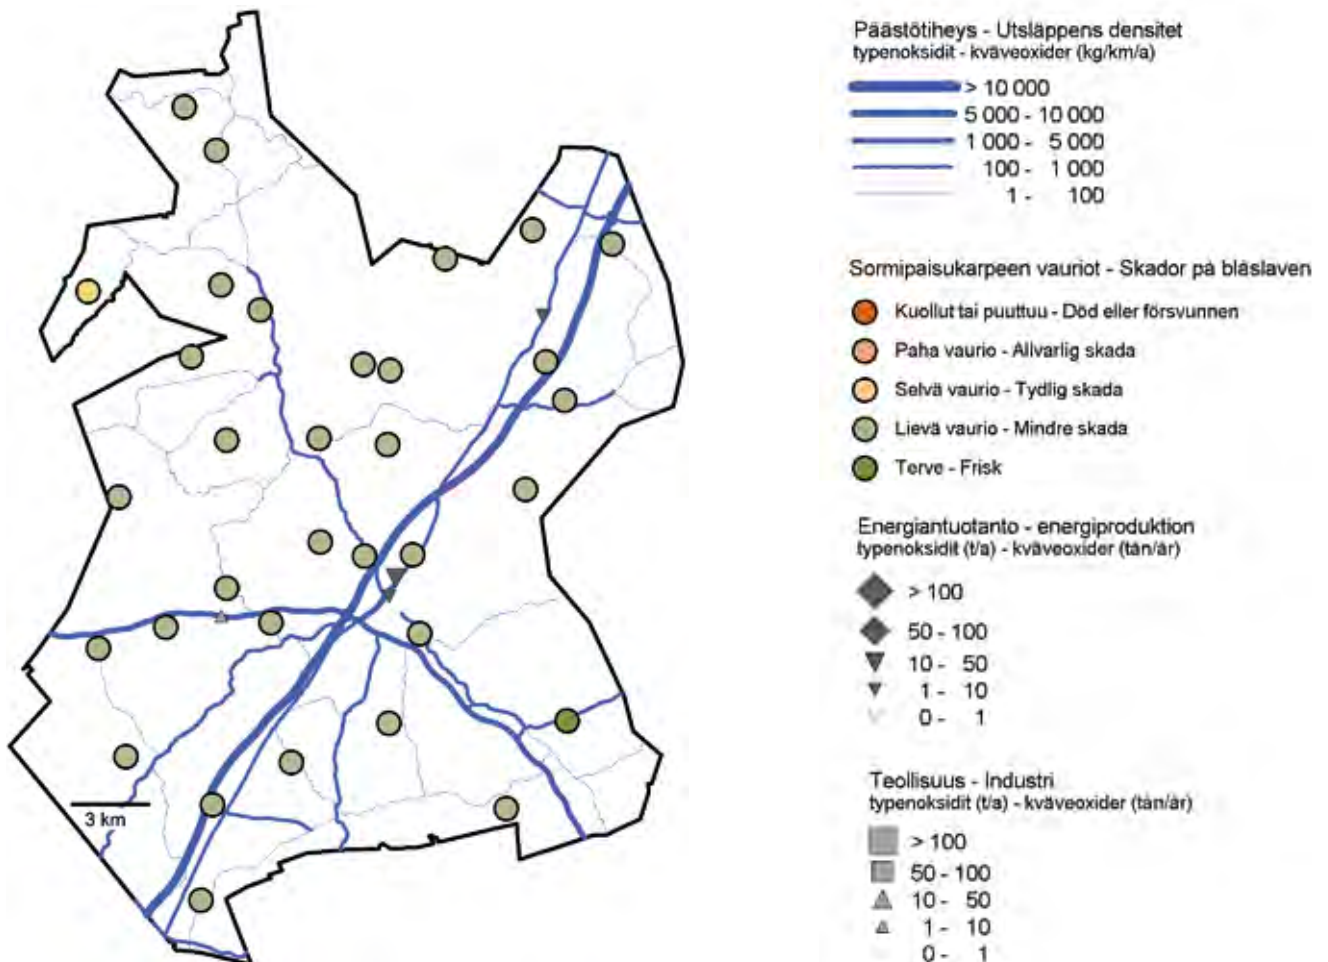 Päästötiheys - Utsläppens densitet
typenoksidit - kväveoxider (kg/km/a)
> 10 000
5 000 - 10 000
1 000 - 5 000
100 - 1 000
1 - 100
Sormipaisukarpeen vauriot - Skador på blåslaven
Kuollut tai puuttuu - Död eller försvunnen
Paha vaurio - Allvarlig skada
Selvä vaurio - Tydlig skada
Lievä vaurio - Mindre skada
Terve - Frisk
Energiantuotanto - energiproduktion
typenoksidit (t/a) - kväveoxider (tån/år)
> 100
50 - 100
10 - 50
1 - 10
0 - 1
Teollisuus - Industri
typenoksidit (t/a) - kväveoxider (tån/år)
> 100
50 - 100
10 - 50
1 - 10
0 - 1
3 km